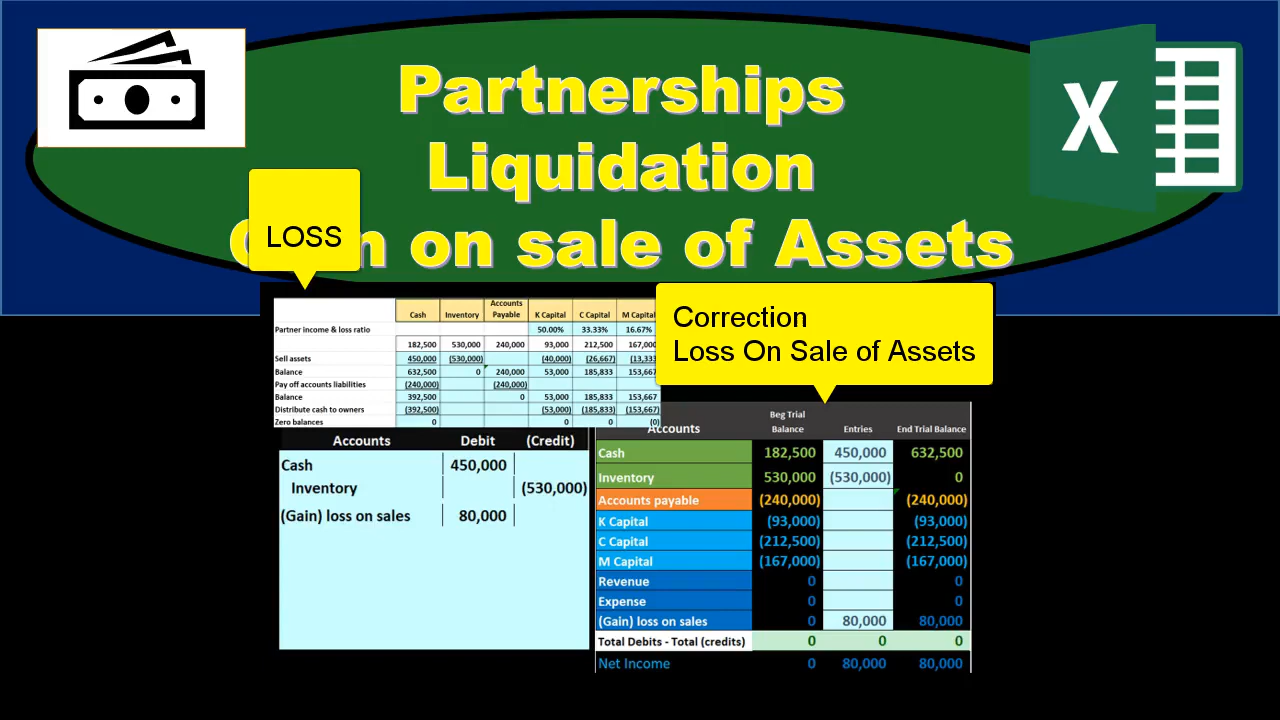 Partnerships
Liquidation
LOSS
on sale of Assets
Correction
Loss On Sale of Assets
X
Cash Inventory Accounts Payable K Capital C Capital M Capital
Partner income & loss ratio 50.00% 33.33% 16.67%
182,500 530,000 240,000 93,000 212,500 167,000
Sell assets 450,000 (530,000) (40,000) (26,667) (13,333
Balance 632,500 0 240,000 53,000 185,833 153,667
Pay off accounts liabilities (240,000) (240,000)
Balance 392,500 0 53,000 185,833 153,667
Distribute cash to owners (392,500) (53,000) (185,833) (153,667)
Zero balances 0 0 0 (0)
Accounts Debit (Credit)
Cash 450,000
Inventory (530,000)
(Gain) loss on sales 80,000
Accounts Beg Trial Balance Entries End Trial Balance
Cash 182,500 450,000 632,500
Inventory 530,000 (530,000) 0
Accounts payable (240,000) (240,000)
K Capital (93,000) (93,000)
C Capital (212,500) (212,500)
M Capital (167,000) (167,000)
Revenue 0 0
Expense 0 0
(Gain) loss on sales 0 80,000 80,000
Total Debits - Total (credits) 0 0 0
Net Income 0 80,000 80,000